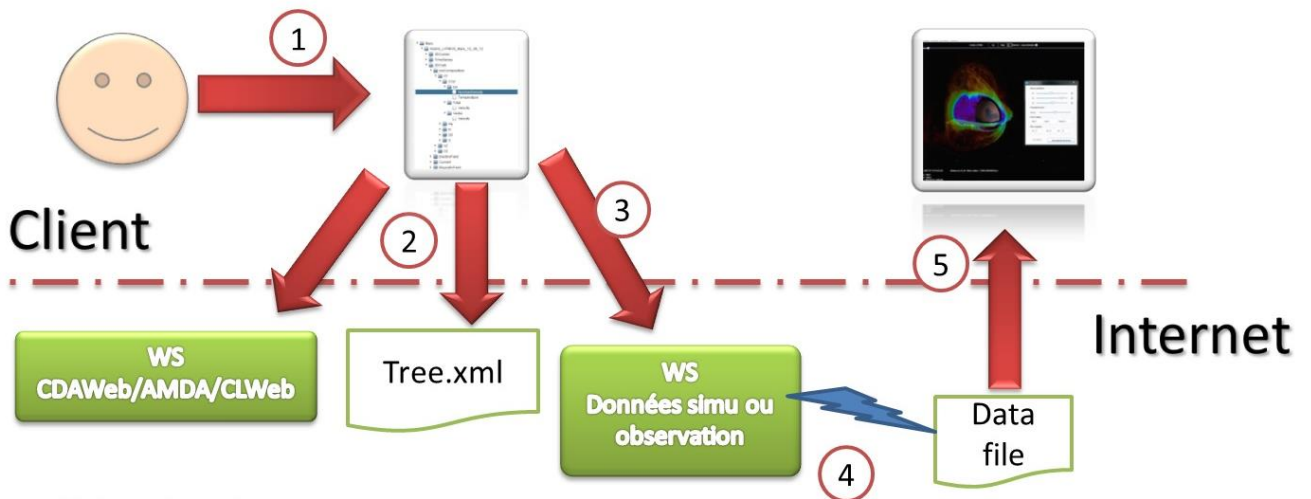 1
2
3
5
Client
Internet
WS
CDAWeb/AMDA/CLWeb
Tree.xml
WS
Données simu ou
observation
Data
file
4